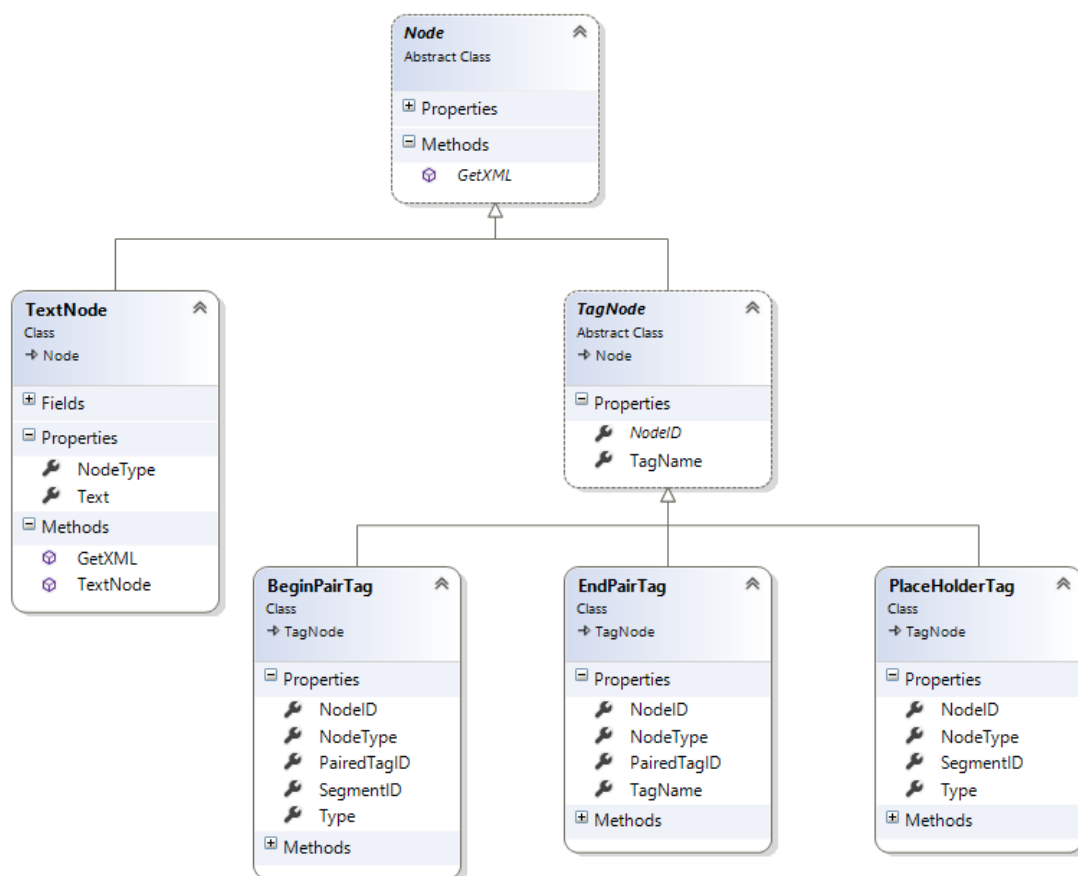 Node
Abstract Class
Properties
Methods
GetXML
TextNode
Class
Node
Fields
Properties
NodeType
Text
Methods
GetXML
TextNode
TagNode
Abstract Class
Node
Properties
NodeID
TagName
BeginPairTag
Class
TagNode
Properties
NodeID
NodeType
PairedTagID
SegmentID
Type
Methods
EndPairTag
Class
TagNode
Properties
NodeID
NodeType
PairedTagID
TagName
Methods
PlaceHolderTag
Class
TagNode
Properties
NodeID
NodeType
SegmentID
Type
Methods